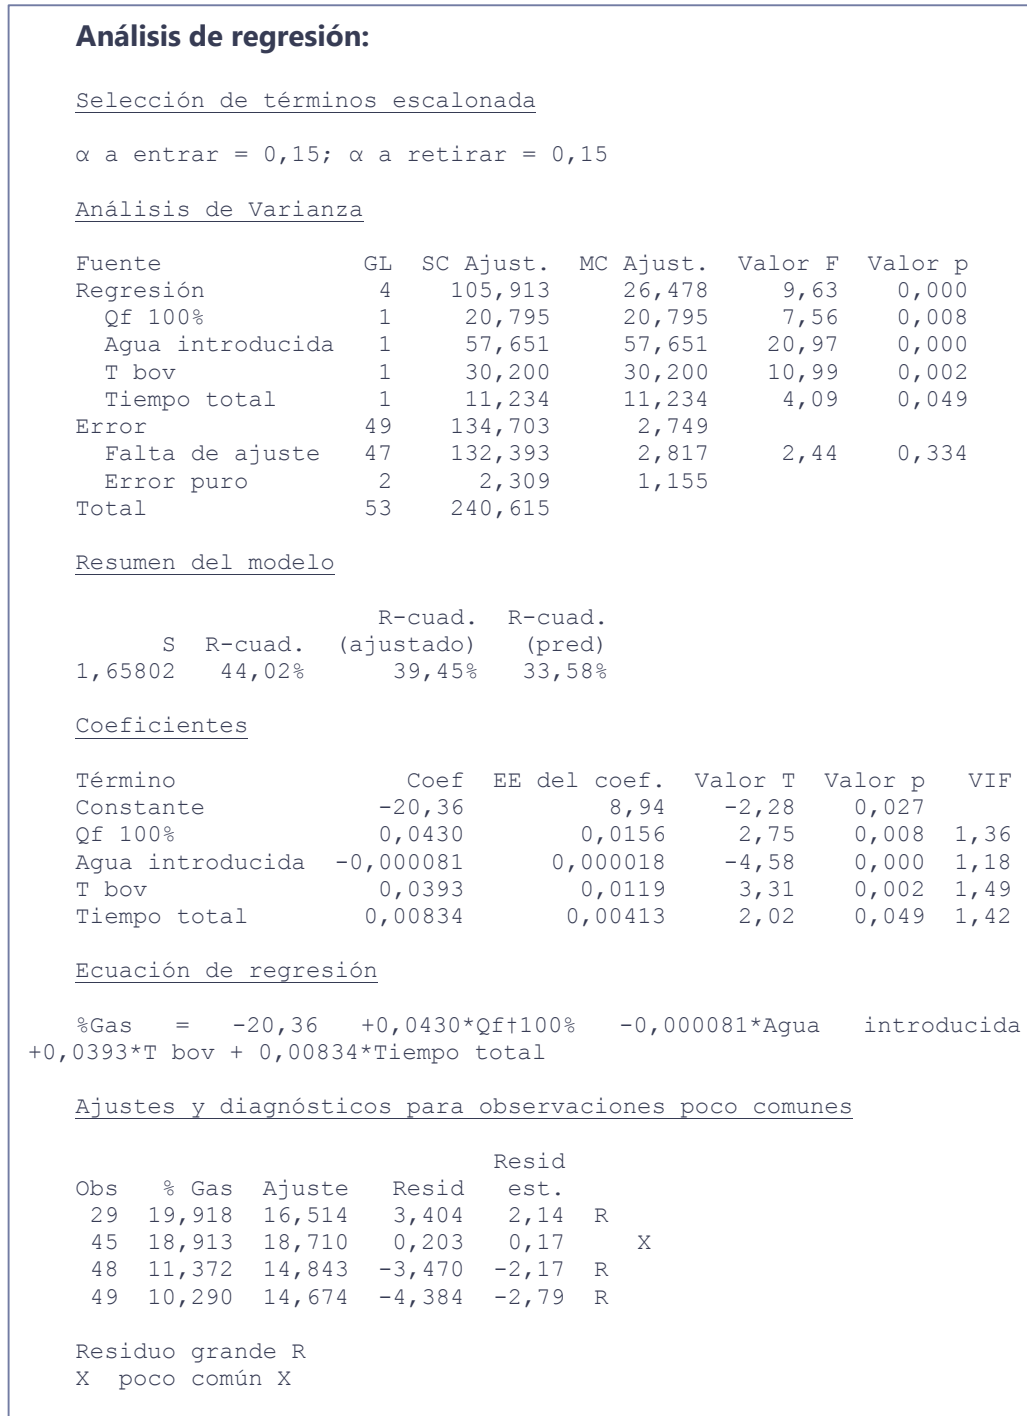 Análisis de regresión:
Selección de términos escalonada
α a entrar = 0,15; α a retirar = 0,15
Análisis de Varianza
Fuente GL SC Ajust. MC Ajust. Valor F Valor p
Regresión 4 105,913 26,478 9,63 0,000
Qf 100% 1 20,795 20,795 7,56 0,008
Agua introducida 1 57,651 57,651 20,97 0,000
T bov 1 30,200 30,200 10,99 0,002
Tiempo total 1 11,234 11,234 4,09 0,049
Error 49 134,703 2,749
Falta de ajuste 47 132,393 2,817 2,44 0,334
Error puro 2 2,309 1,155
Total 53 240,615
Resumen del modelo
R-cuad. R-cuad.
S R-cuad. (ajustado) (pred)
1,65802 44,02% 39,45% 33,58%
Coeficientes
Término Coef EE del coef. Valor T Valor p VIF
Constante -20,36 8,94 -2,28 0,027
Qf 100% 0,0430 0,0156 2,75 0,008 1,36
Agua introducida -0,000081 0,000018 -4,58 0,000 1,18
T bov 0,0393 0,0119 3,31 0,002 1,49
Tiempo total 0,00834 0,00413 2,02 0,049 1,42
Ecuación de regresión
%Gas = -20,36 +0,0430*Qf†100% -0,000081*Agua introducida
+0,0393*T bov + 0,00834*Tiempo total
Ajustes y diagnósticos para observaciones poco comunes
Resid
Obs % Gas Ajuste Resid est.
29 19,918 16,514 3,404 2,14 R
45 18,913 18,710 0,203 0,17 X
48 11,372 14,843 -3,470 -2,17 R
49 10,290 14,674 -4,384 -2,79 R
Residuo grande R
X poco común X